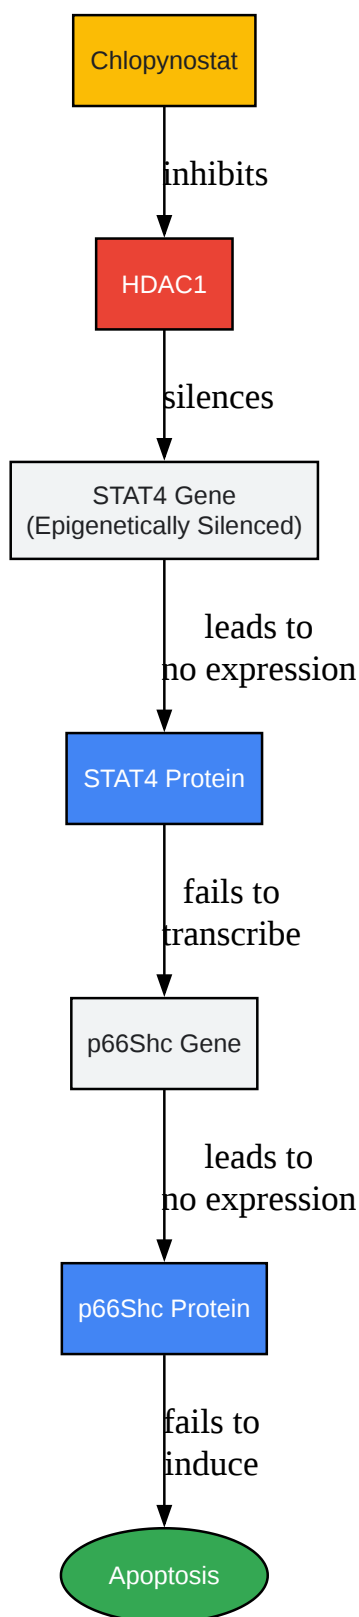 Chlopynostat
inhibits
HDAC1
silences
STAT4 Gene
(Epigenetically Silenced)
leads to
no expression
STAT4 Protein
fails to
transcribe
p66Shc Gene
leads to
no expression
p66Shc Protein
fails to
induce
Apoptosis